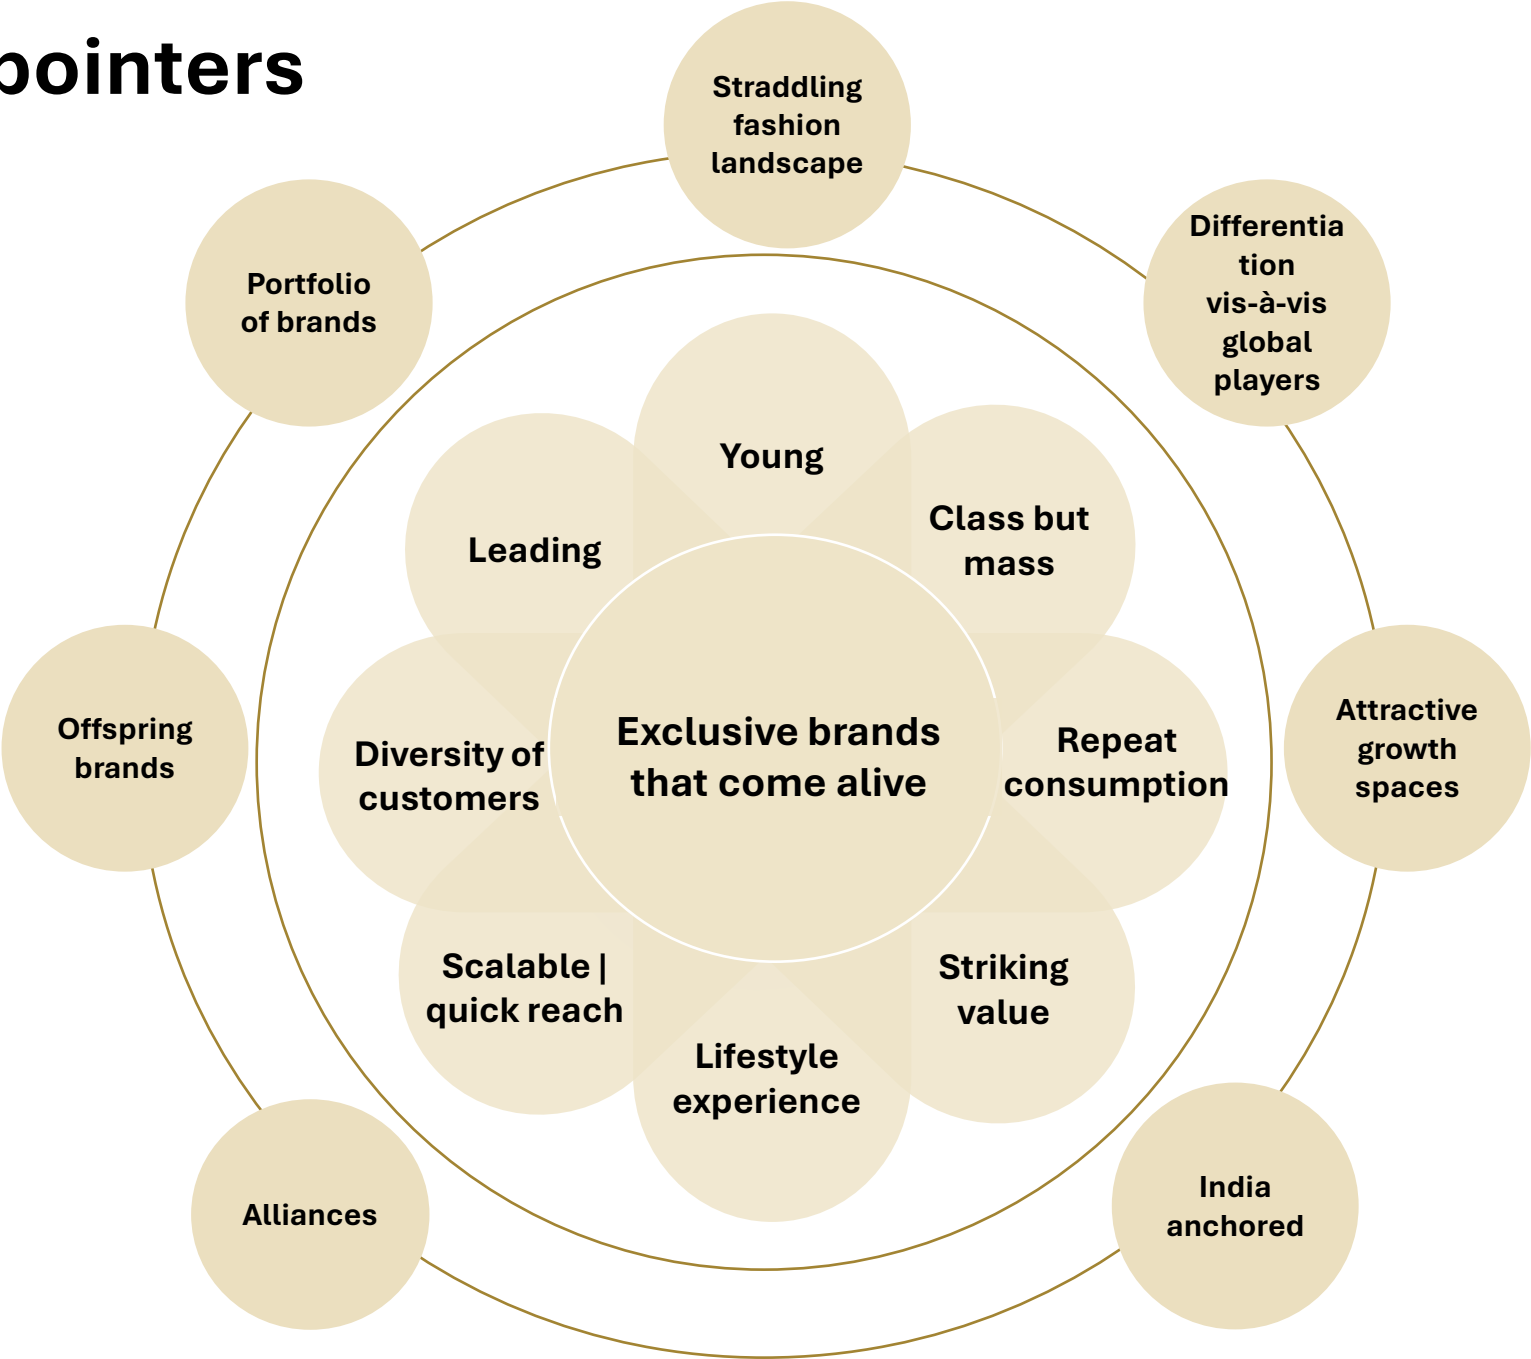 pointers
Straddling
fashion
landscape
Differentia
tion
vis-à-vis
global
players
Portfolio
of brands
Young
Class but
mass
Leading
Exclusive brands
that come alive
Repeat
consumption
Diversity of
customers
Offspring
brands
Attractive
growth
spaces
Scalable |
quick reach
Striking
value
Lifestyle
experience
Alliances
India
anchored